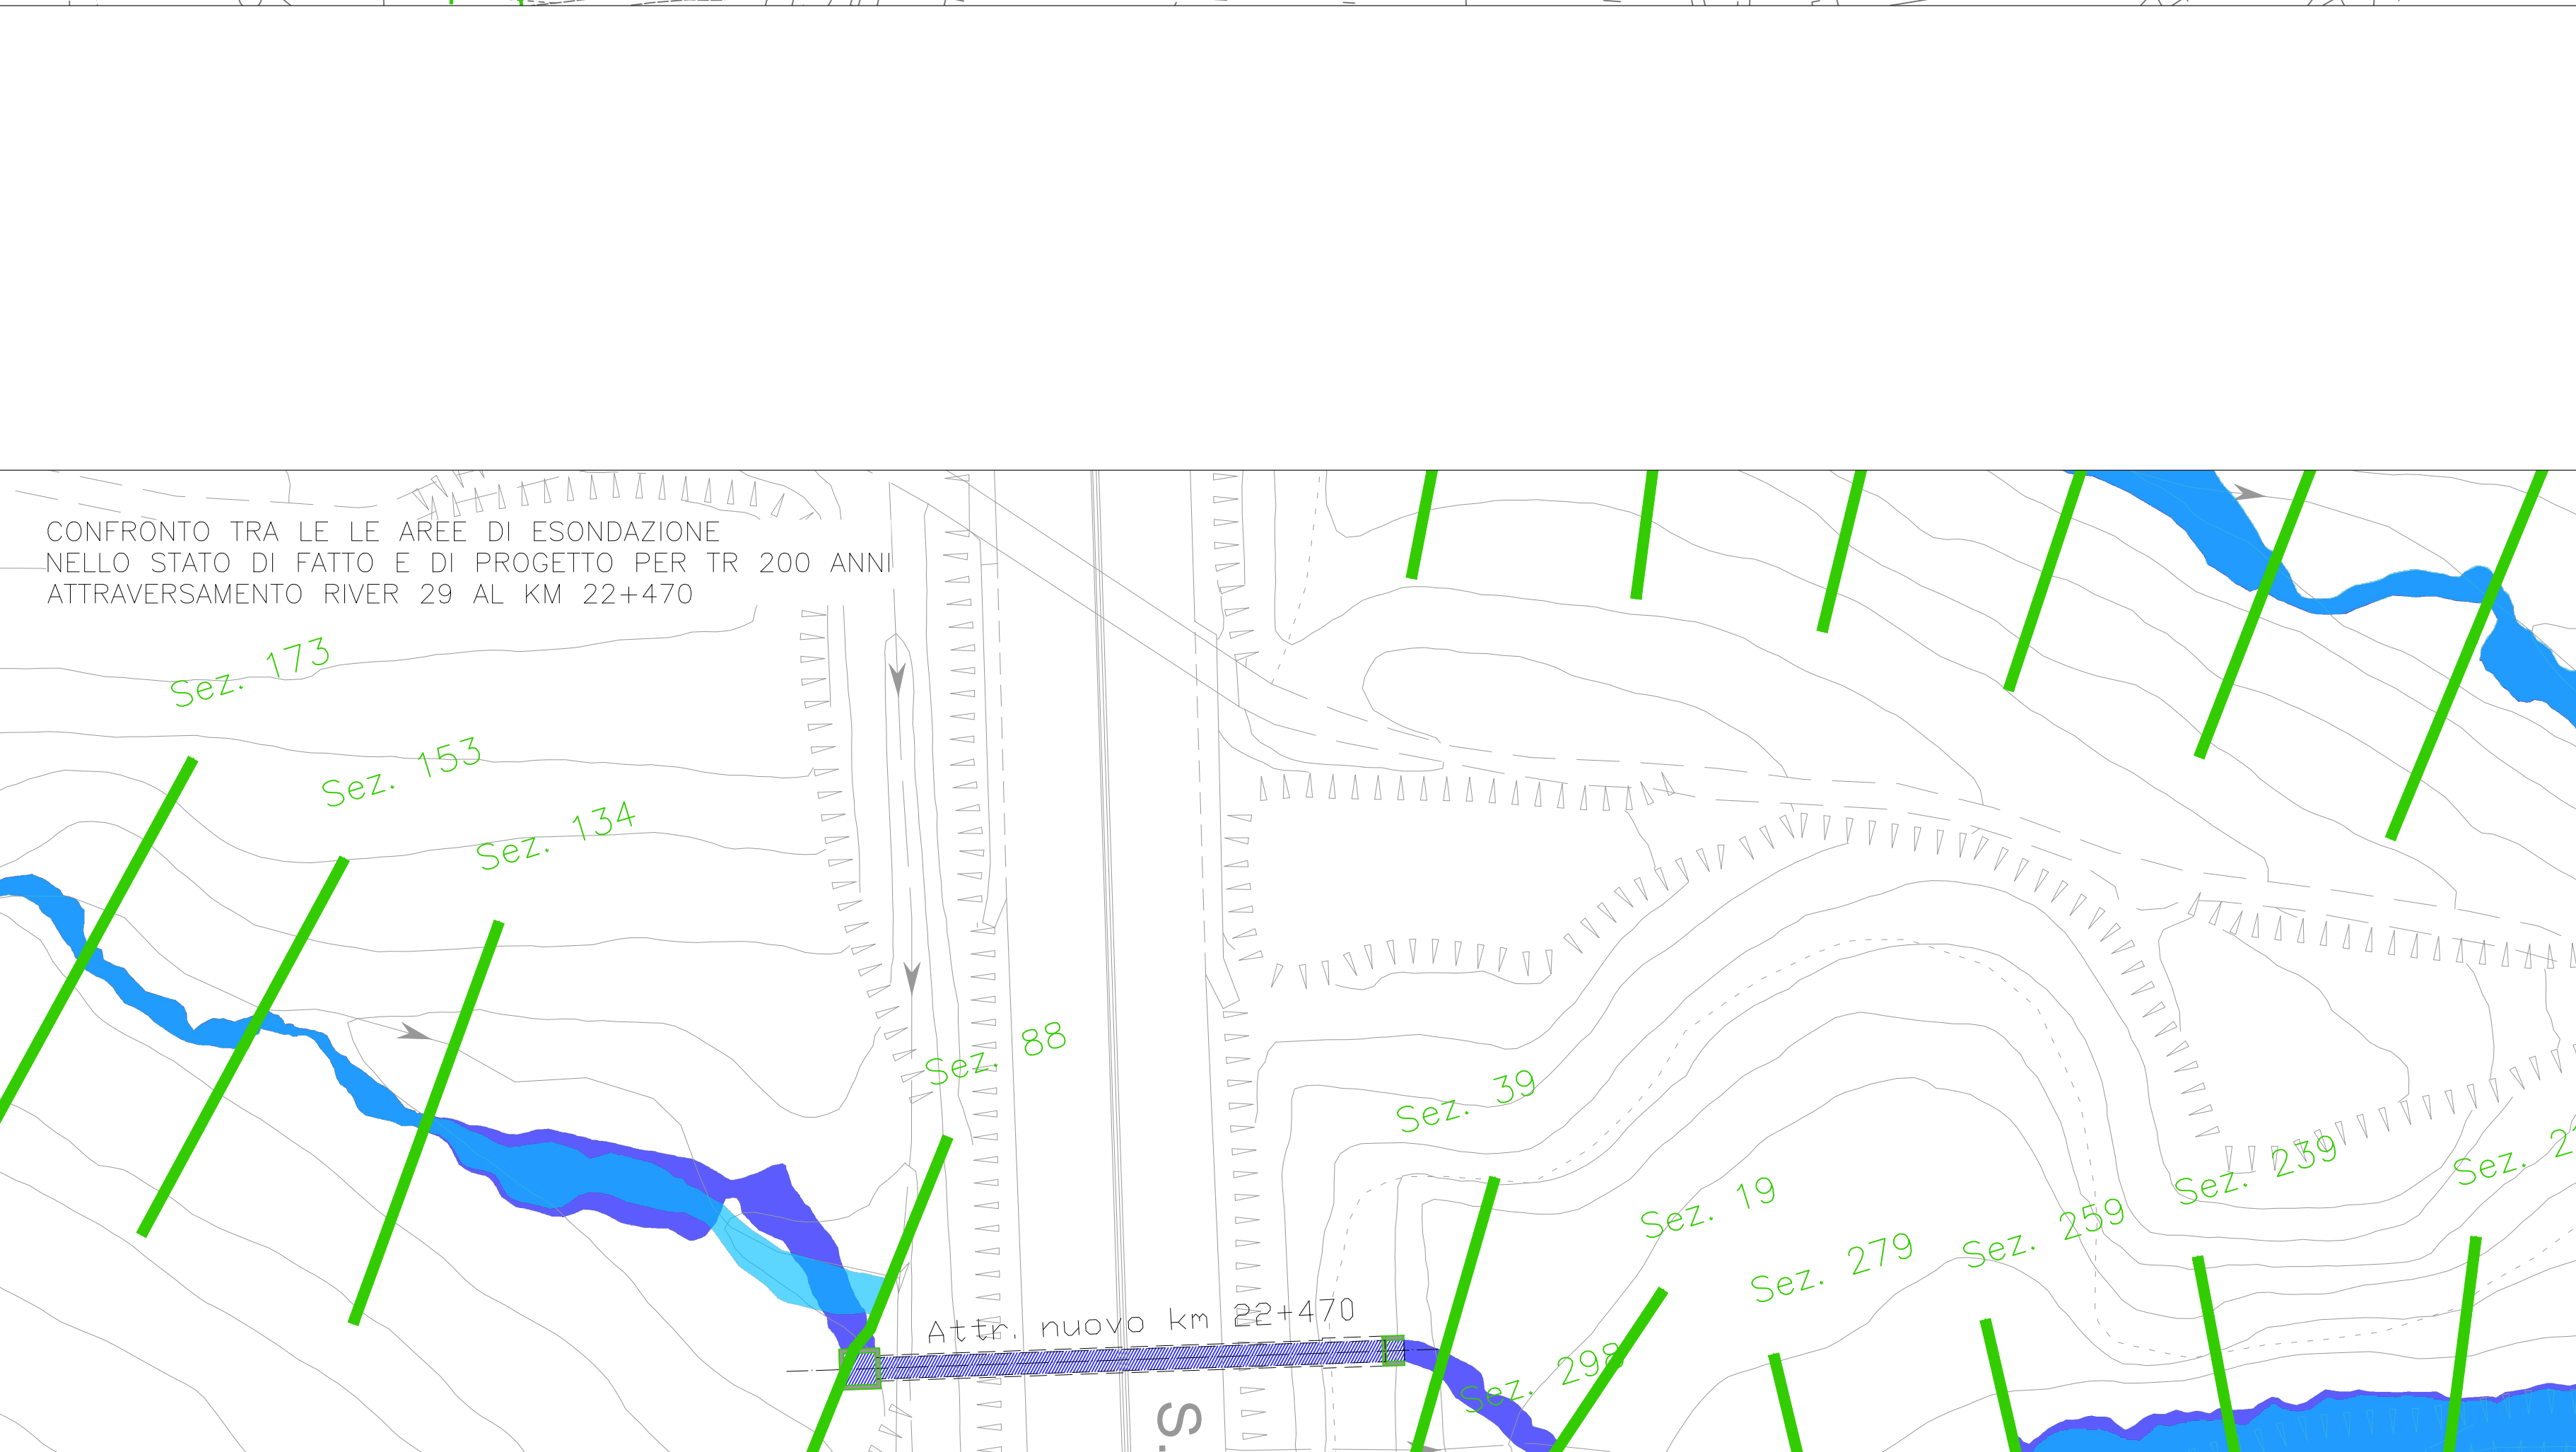 CONFRONTO TRA LE LE AREE DI ESONDAZIONE
NELLO STATO DI FATTO E DI PROGETTO PER TR 200 ANNI
ATTRAVERSAMENTO RIVER 29 AL KM 22+470
Sez. 173
Sez. 153
Sez. 134
Sez. 88
Sez. 39
Sez. 19
Sez. 298
Sez. 279
Sez. 259
Sez. 239
Sez. 2
Attr. nuovo km 22+470
S.